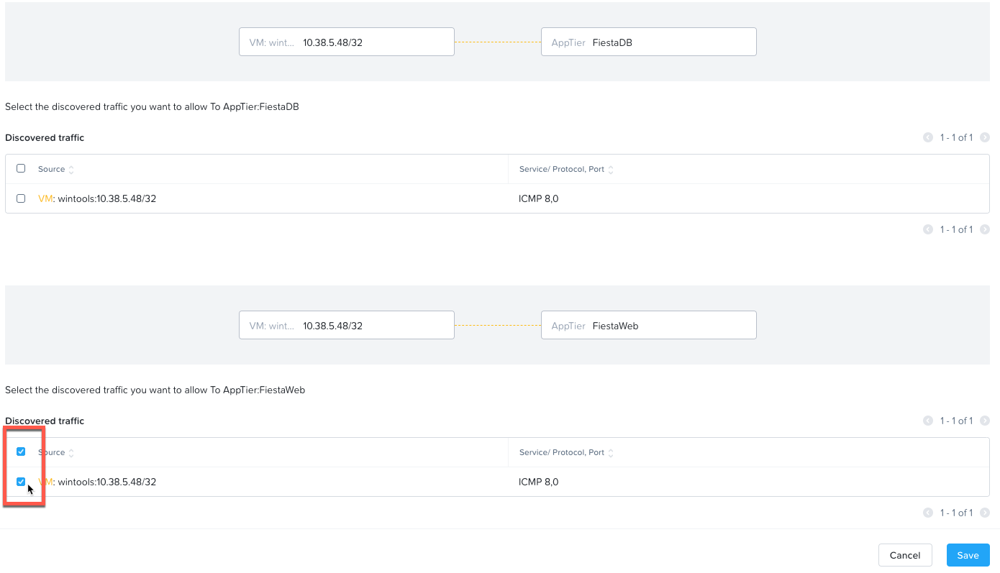 VM: wint... 10.38.5.48/32 AppTier FiestaDB
Select the discovered traffic you want to allow To AppTier:FiestaDB
Discovered traffic 1 - 1 of 1
Source Service/ Protocol, Port
VM: wintools:10.38.5.48/32 ICMP 8,0
1 - 1 of 1
VM: wint... 10.38.5.48/32 AppTier FiestaWeb
Select the discovered traffic you want to allow To AppTier:FiestaWeb
Discovered traffic 1 - 1 of 1
Source Service/ Protocol, Port
VM: wintools:10.38.5.48/32 ICMP 8,0
1 - 1 of 1
Cancel Save